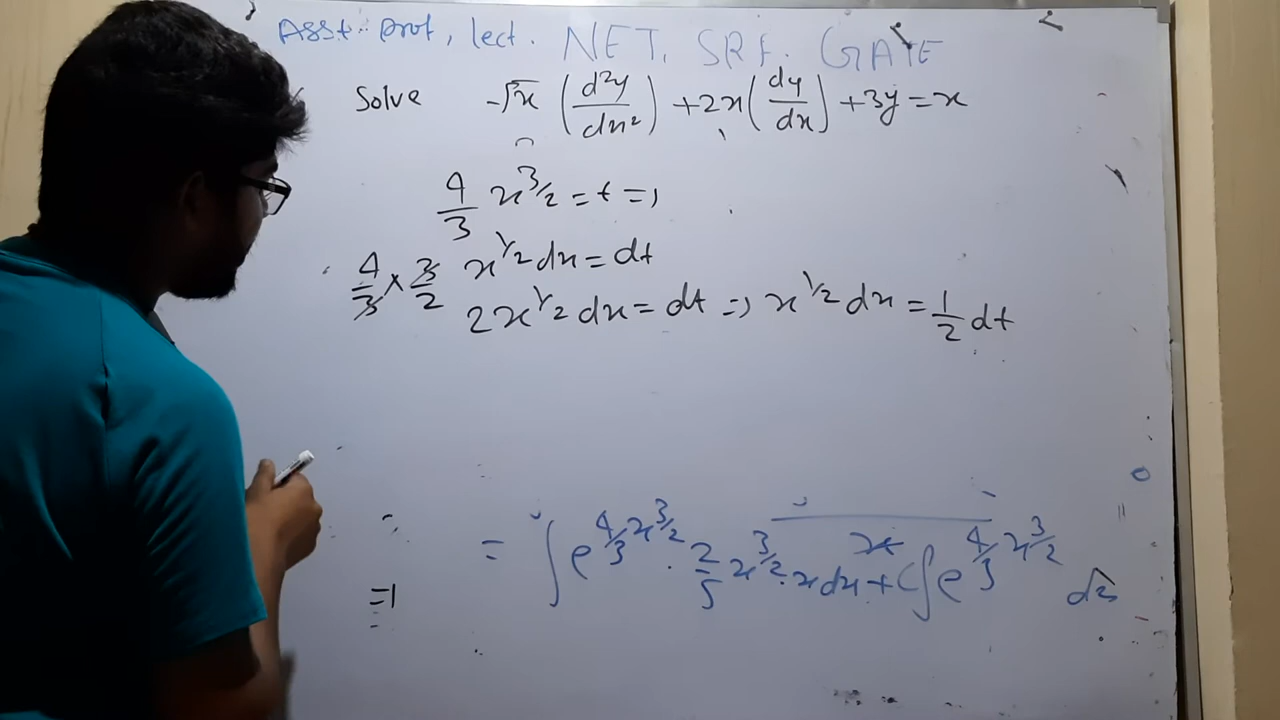 Asst. prof, lect. NET, SRF. GATE
Solve √x (d²y/dx²) + 2x (dy/dx) + 3y = x
4/3 x^3/2 = t ⇒
4/3 × 3/2 x^1/2 dx = dt
2x^1/2 dx = dt ⇒ x^1/2 dx = 1/2 dt
= ∫ e^4/3 x^3/2 · 2/5 x^3/2 · x dx + C ∫ e^4/3 x^3/2 dx